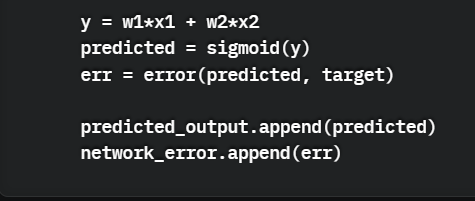 y = w1*x1 + w2*x2
predicted = sigmoid(y)
err = error(predicted, target)
predicted_output.append(predicted)
network_error.append(err)